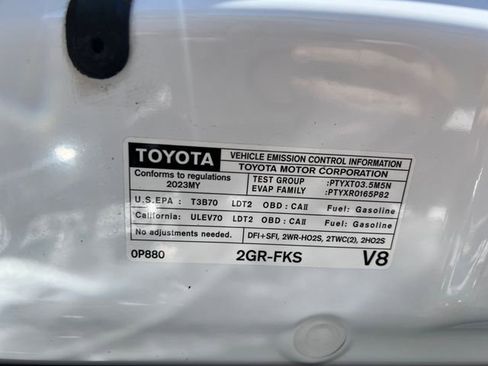 TOYOTA
VEHICLE EMISSION CONTROL INFORMATION
TOYOTA MOTOR CORPORATION
Conforms to regulations
2023MY
TEST GROUP :PTYXT03.5M5N
EVAP FAMILY :PTYXR0165P82
U.S.EPA : T3B70 LDT2 OBD : CAII Fuel: Gasoline
California: ULEV70 LDT2 OBD : CAII Fuel: Gasoline
No adjustments needed. DFI+SFI, 2WR-HO2S, 2TWC(2), 2HO2S
0P880 2GR-FKS V8